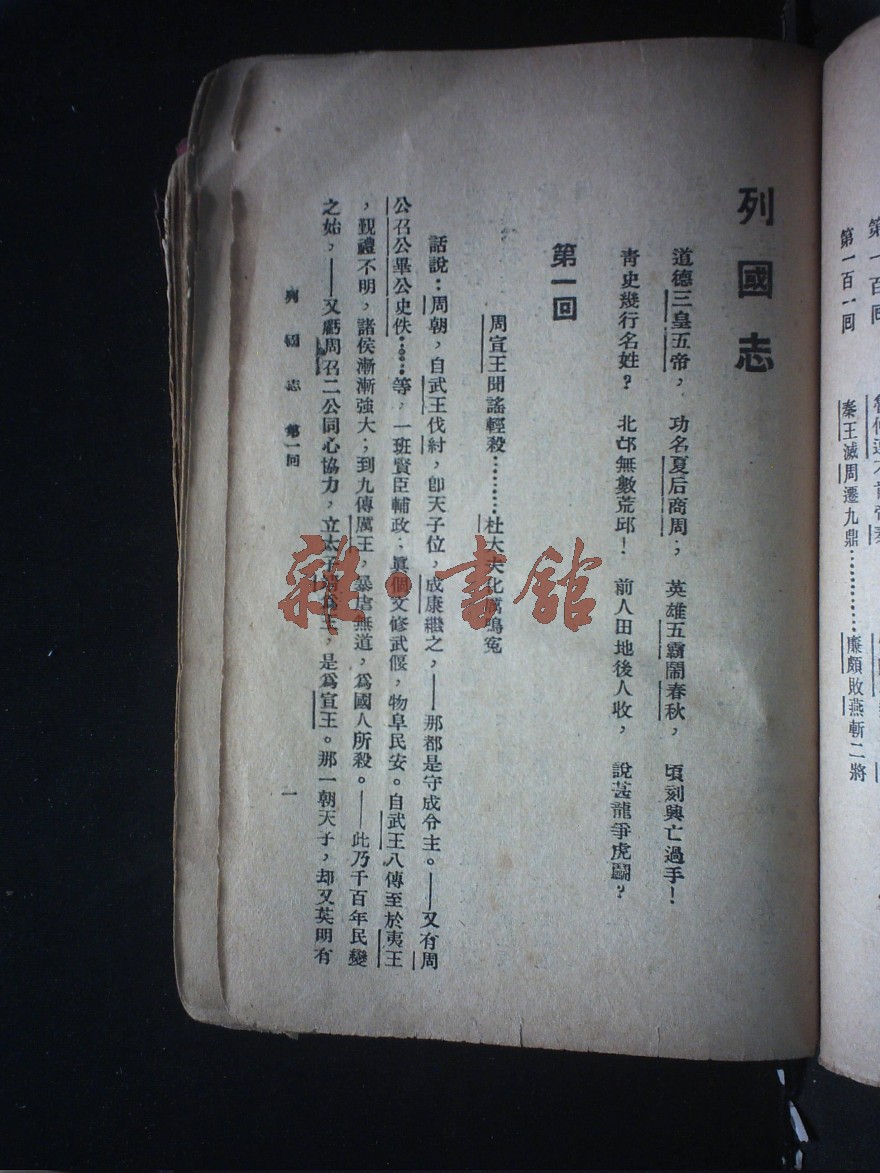 列國志
道德三皇五帝，功名夏后商周；英雄五霸鬧春秋，頃刻興亡過手！
青史幾行名姓？北邙無數荒邱！前人田地後人收，說甚龍爭虎鬭？
第一回
周宣王聞謠輕殺…………杜大夫化厲鳴冤
話說：周朝，自武王伐紂，卽天子位，成康繼之，——那都是守成令主。——又有周
公召公畢公史佚……等，一班賢臣輔政；眞個文修武偃，物阜民安。自武王八傳至於夷王
，覲禮不明，諸侯漸漸強大；到九傳厲王，暴虐無道，爲國人所殺。——此乃千百年民變
之始，——又虧周召二公同心協力，立太子靖爲王，是爲宣王。那一朝天子，却又英明有
列國志 第一回 一
第一百回
第一百一回 秦王滅周遷九鼎…………廉頗敗燕斬二將
雜·書館